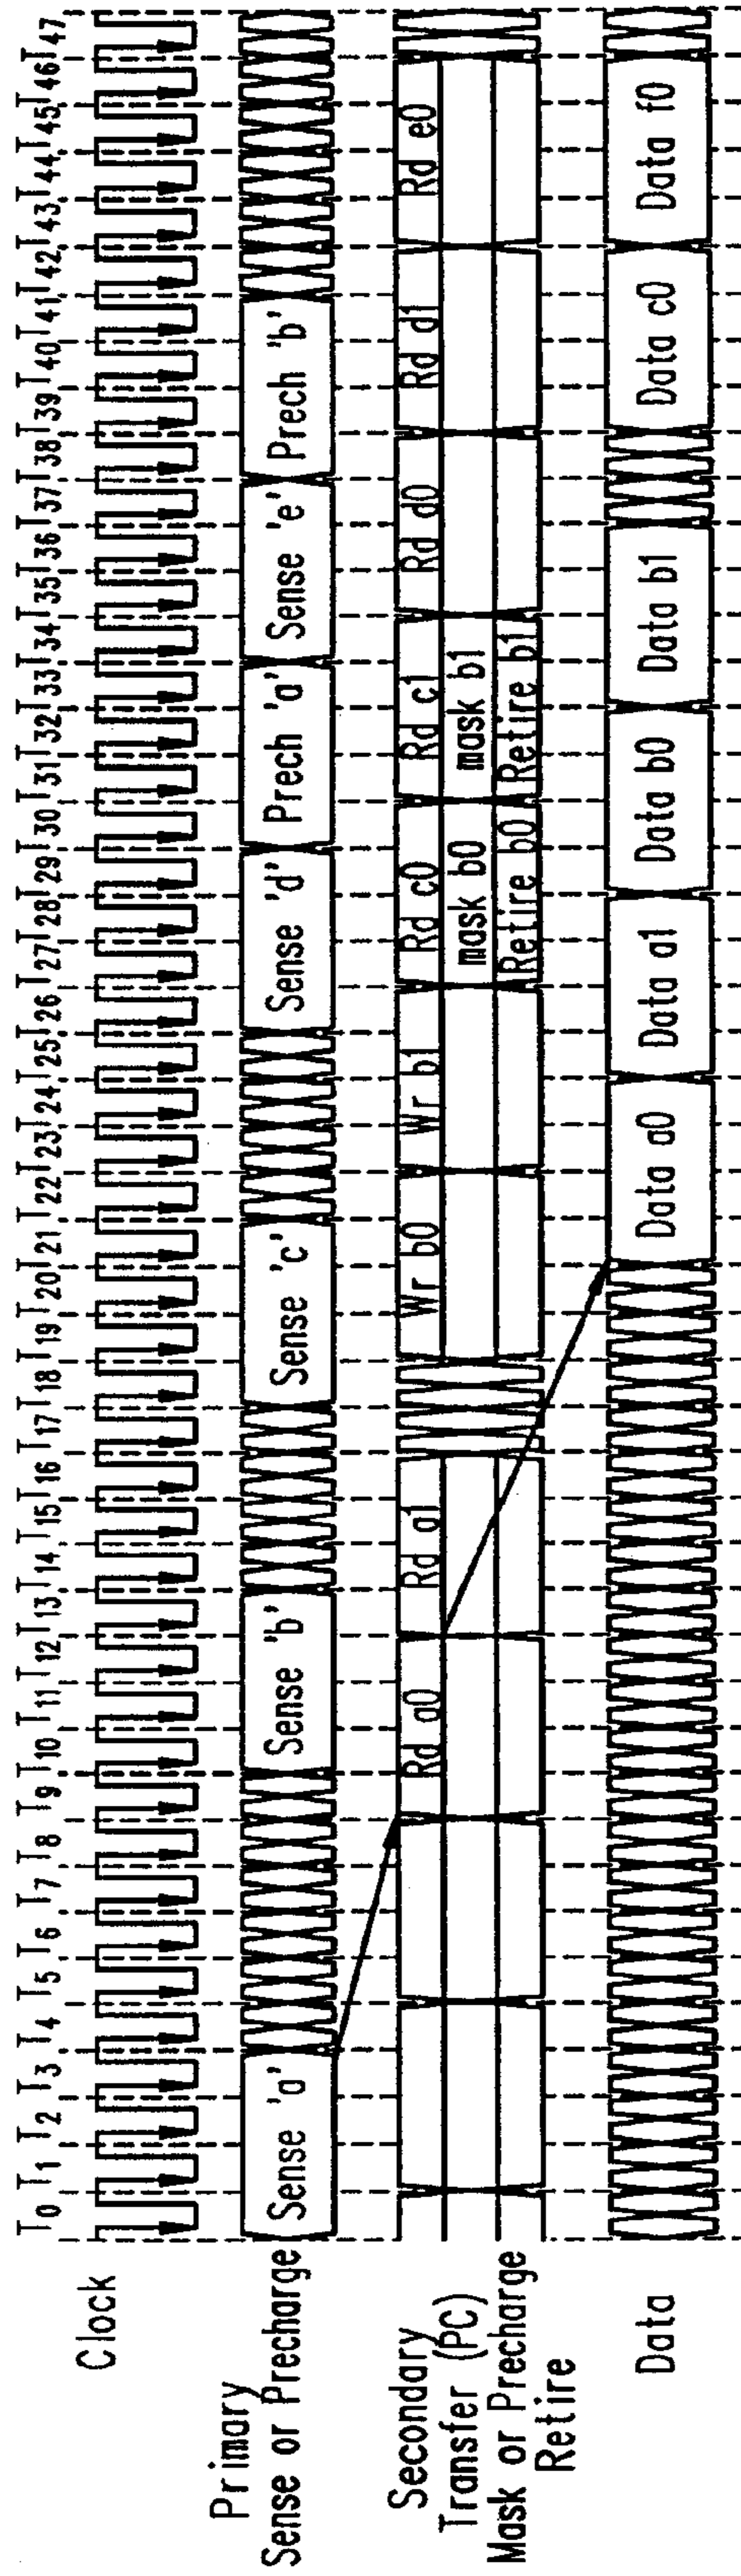 T0 T1 T2 T3 T4 T5 T6 T7 T8 T9 T10 T11 T12 T13 T14 T15 T16 T17 T18 T19 T20 T21 T22 T23 T24 T25 T26 T27 T28 T29 T30 T31 T32 T33 T34 T35 T36 T37 T38 T39 T40 T41 T42 T43 T44 T45 T46 T47
Clock
Primary
Sense or Precharge
Sense 'a' Sense 'b' Sense 'c' Sense 'd' Prech 'a' Sense 'e' Prech 'b'
Secondary
Transfer (PC)
Mask or Precharge
Retire
Rd a0 Rd a1 Wr b0 Wr b1 Rd c0 Rd c1 Rd d0 Rd d1 Rd e0
mask b0 mask b1
Retire b0 Retire b1
Data
Data a0 Data a1 Data b0 Data b1 Data c0 Data f0